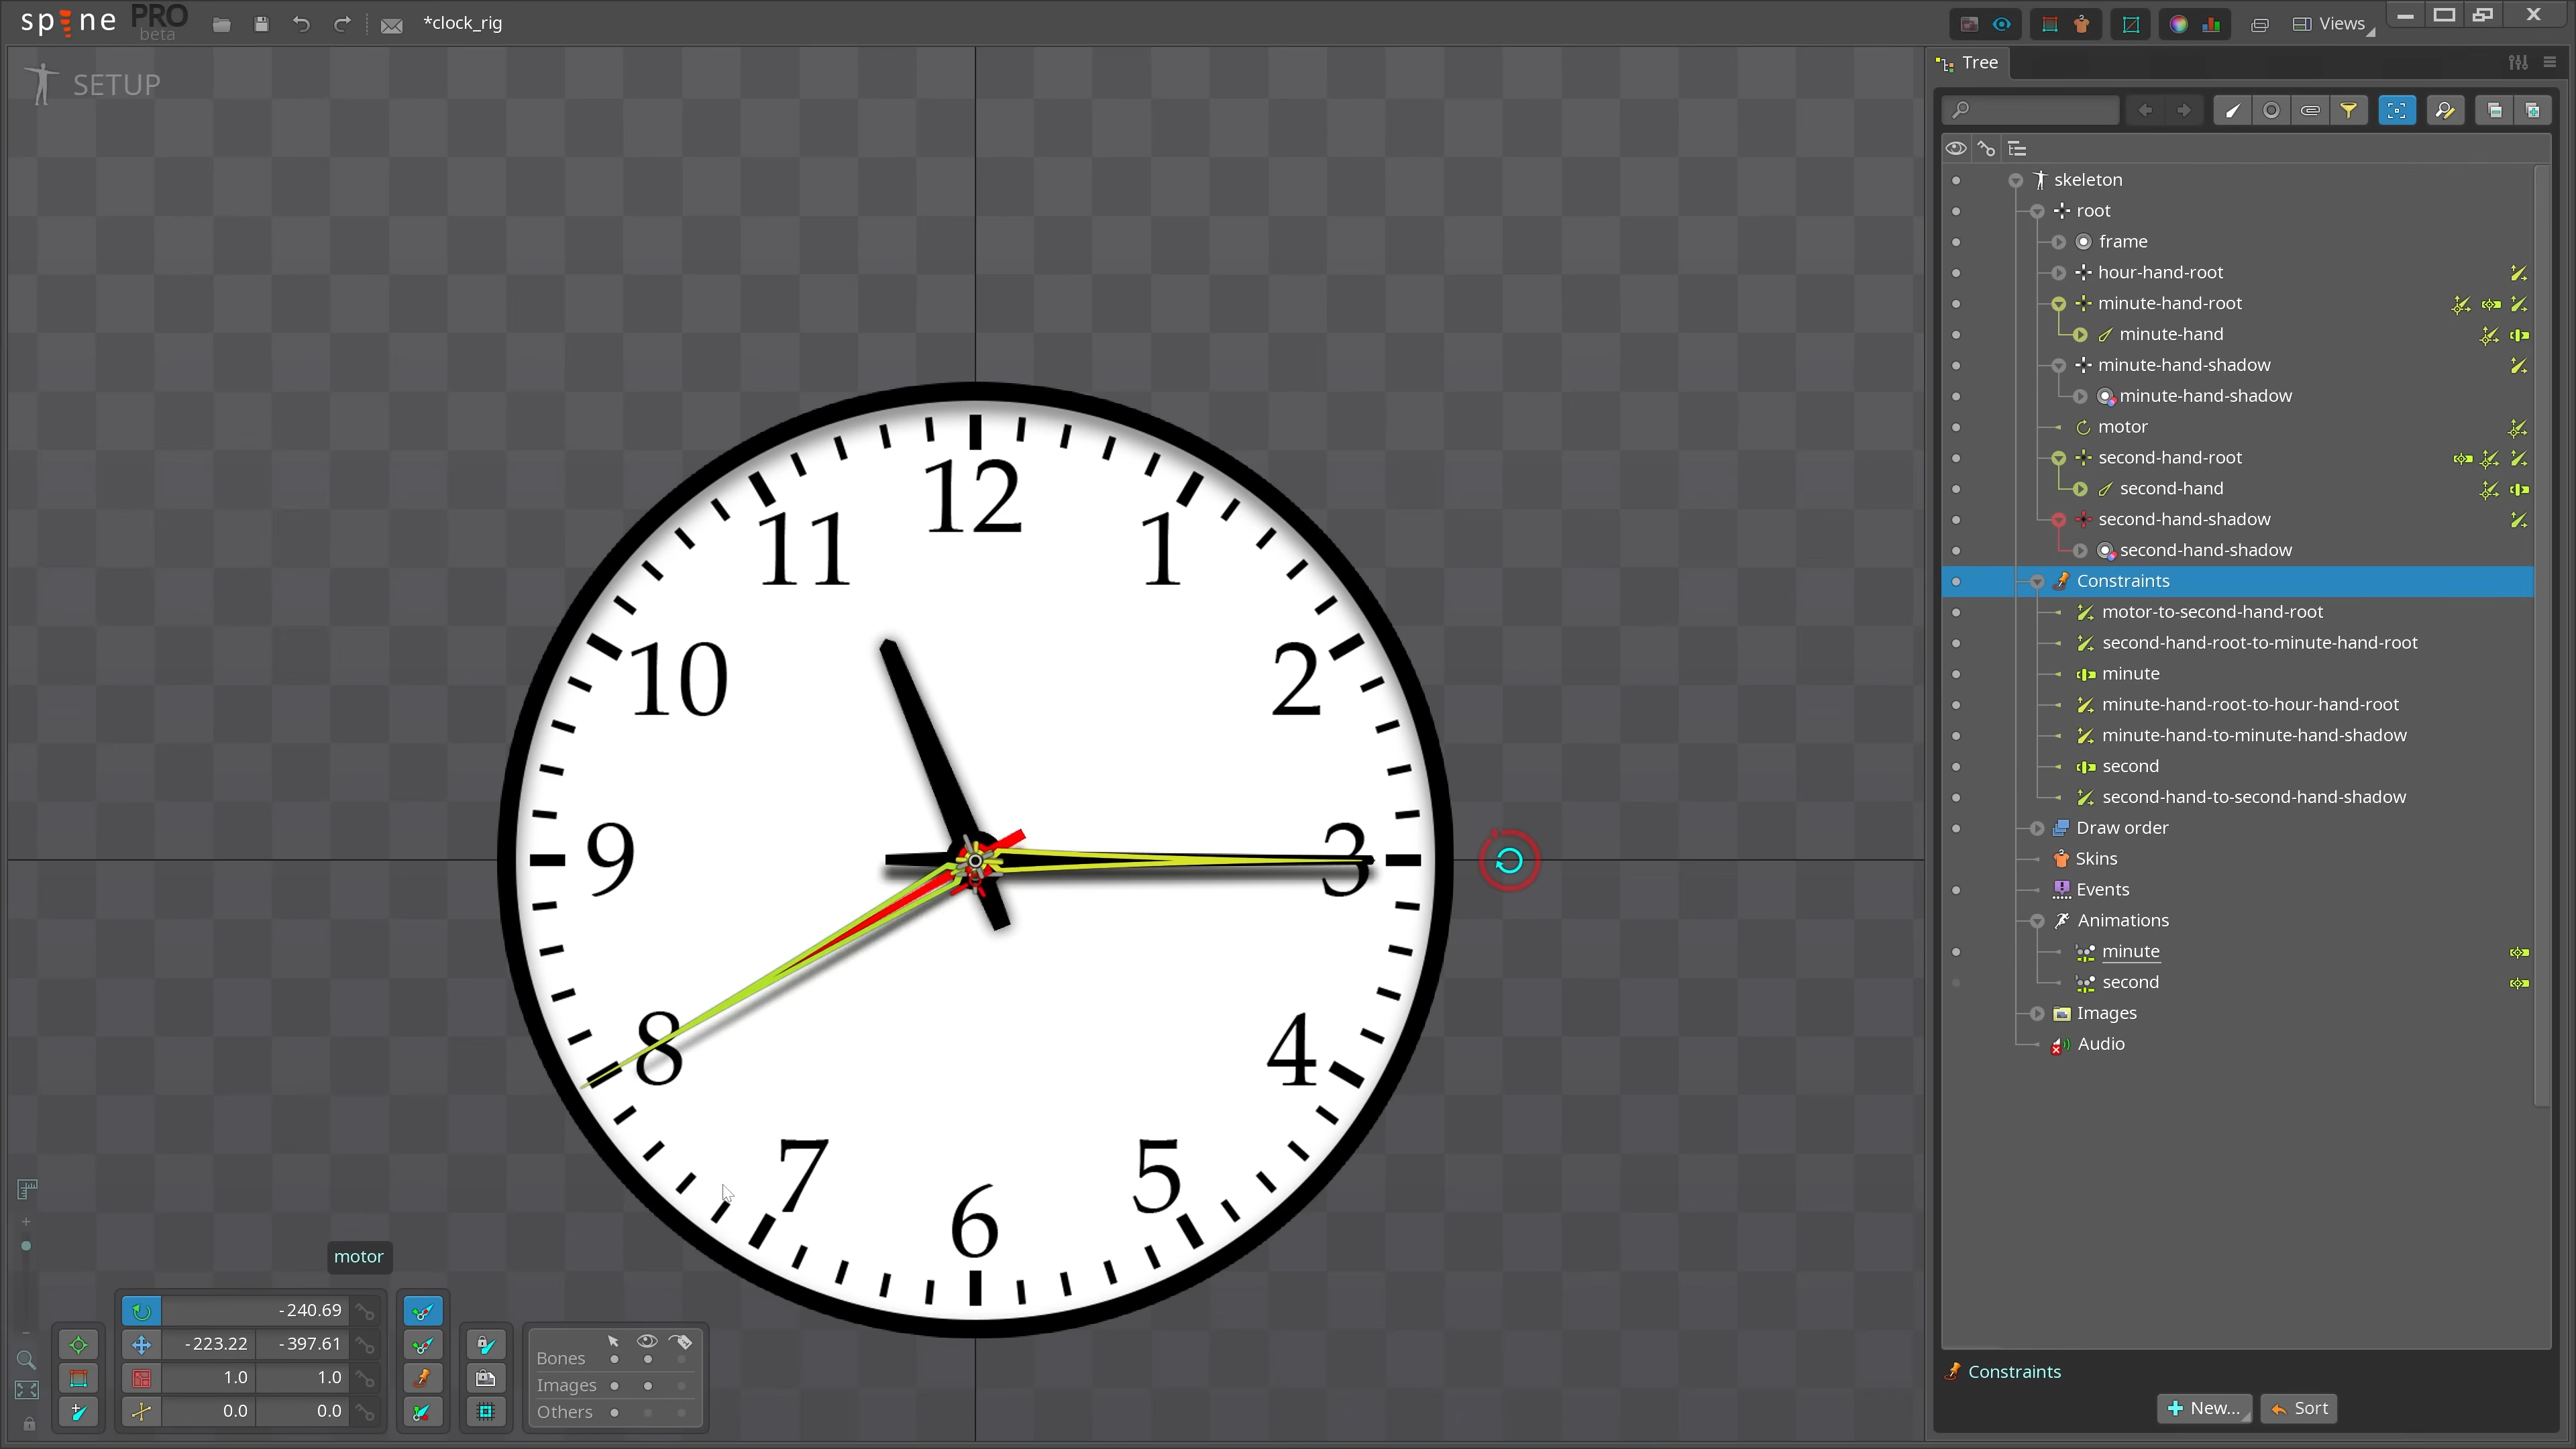 spine PRO
beta
*clock_rig
Views
SETUP
Tree
skeleton
root
frame
hour-hand-root
minute-hand-root
minute-hand
minute-hand-shadow
minute-hand-shadow
motor
second-hand-root
second-hand
second-hand-shadow
second-hand-shadow
Constraints
motor-to-second-hand-root
second-hand-root-to-minute-hand-root
minute
minute-hand-root-to-hour-hand-root
minute-hand-to-minute-hand-shadow
second
second-hand-to-second-hand-shadow
Draw order
Skins
Events
Animations
minute
second
Images
Audio
Constraints
New...
Sort
12
1
2
3
4
5
6
7
8
9
10
11
motor
-240.69
-223.22 -397.61
1.0 1.0
0.0 0.0
Bones
Images
Others